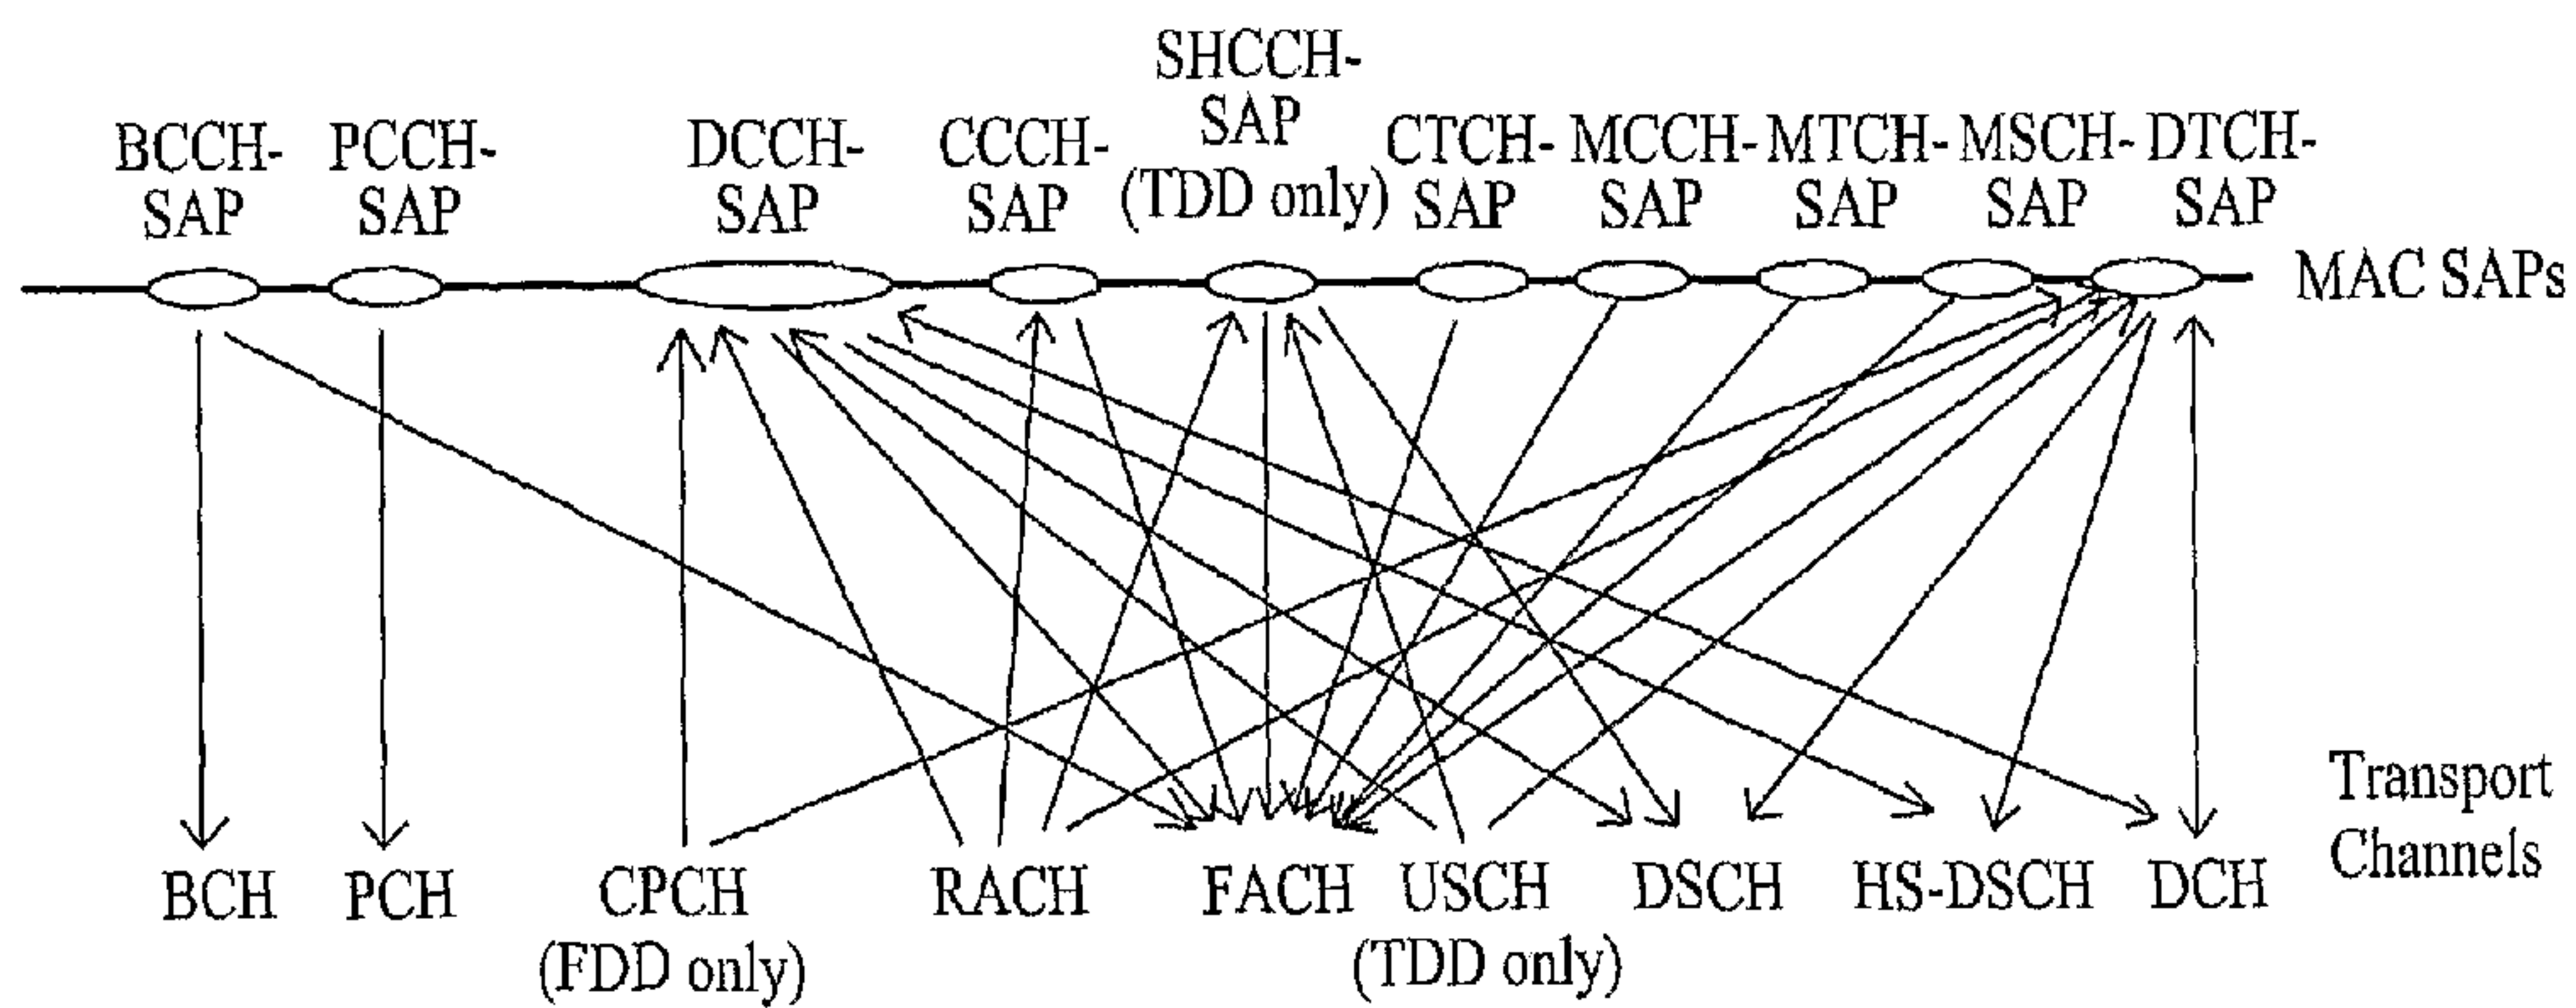 SHCCH-
SAP
(TDD only)
BCCH-
SAP
PCCH-
SAP
DCCH-
SAP
CCCH-
SAP
CTCH-
SAP
MCCH-
SAP
MTCH-
SAP
MSCH-
SAP
DTCH-
SAP
MAC SAPs
Transport
Channels
BCH
PCH
CPCH
(FDD only)
RACH
FACH
USCH
(TDD only)
DSCH
HS-DSCH
DCH